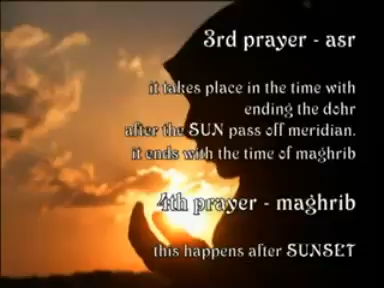 3rd prayer - asr
it takes place in the time with
ending the dohr
after the SUN pass off meridian.
it ends with the time of maghrib
4th prayer - maghrib
this happens after SUNSET